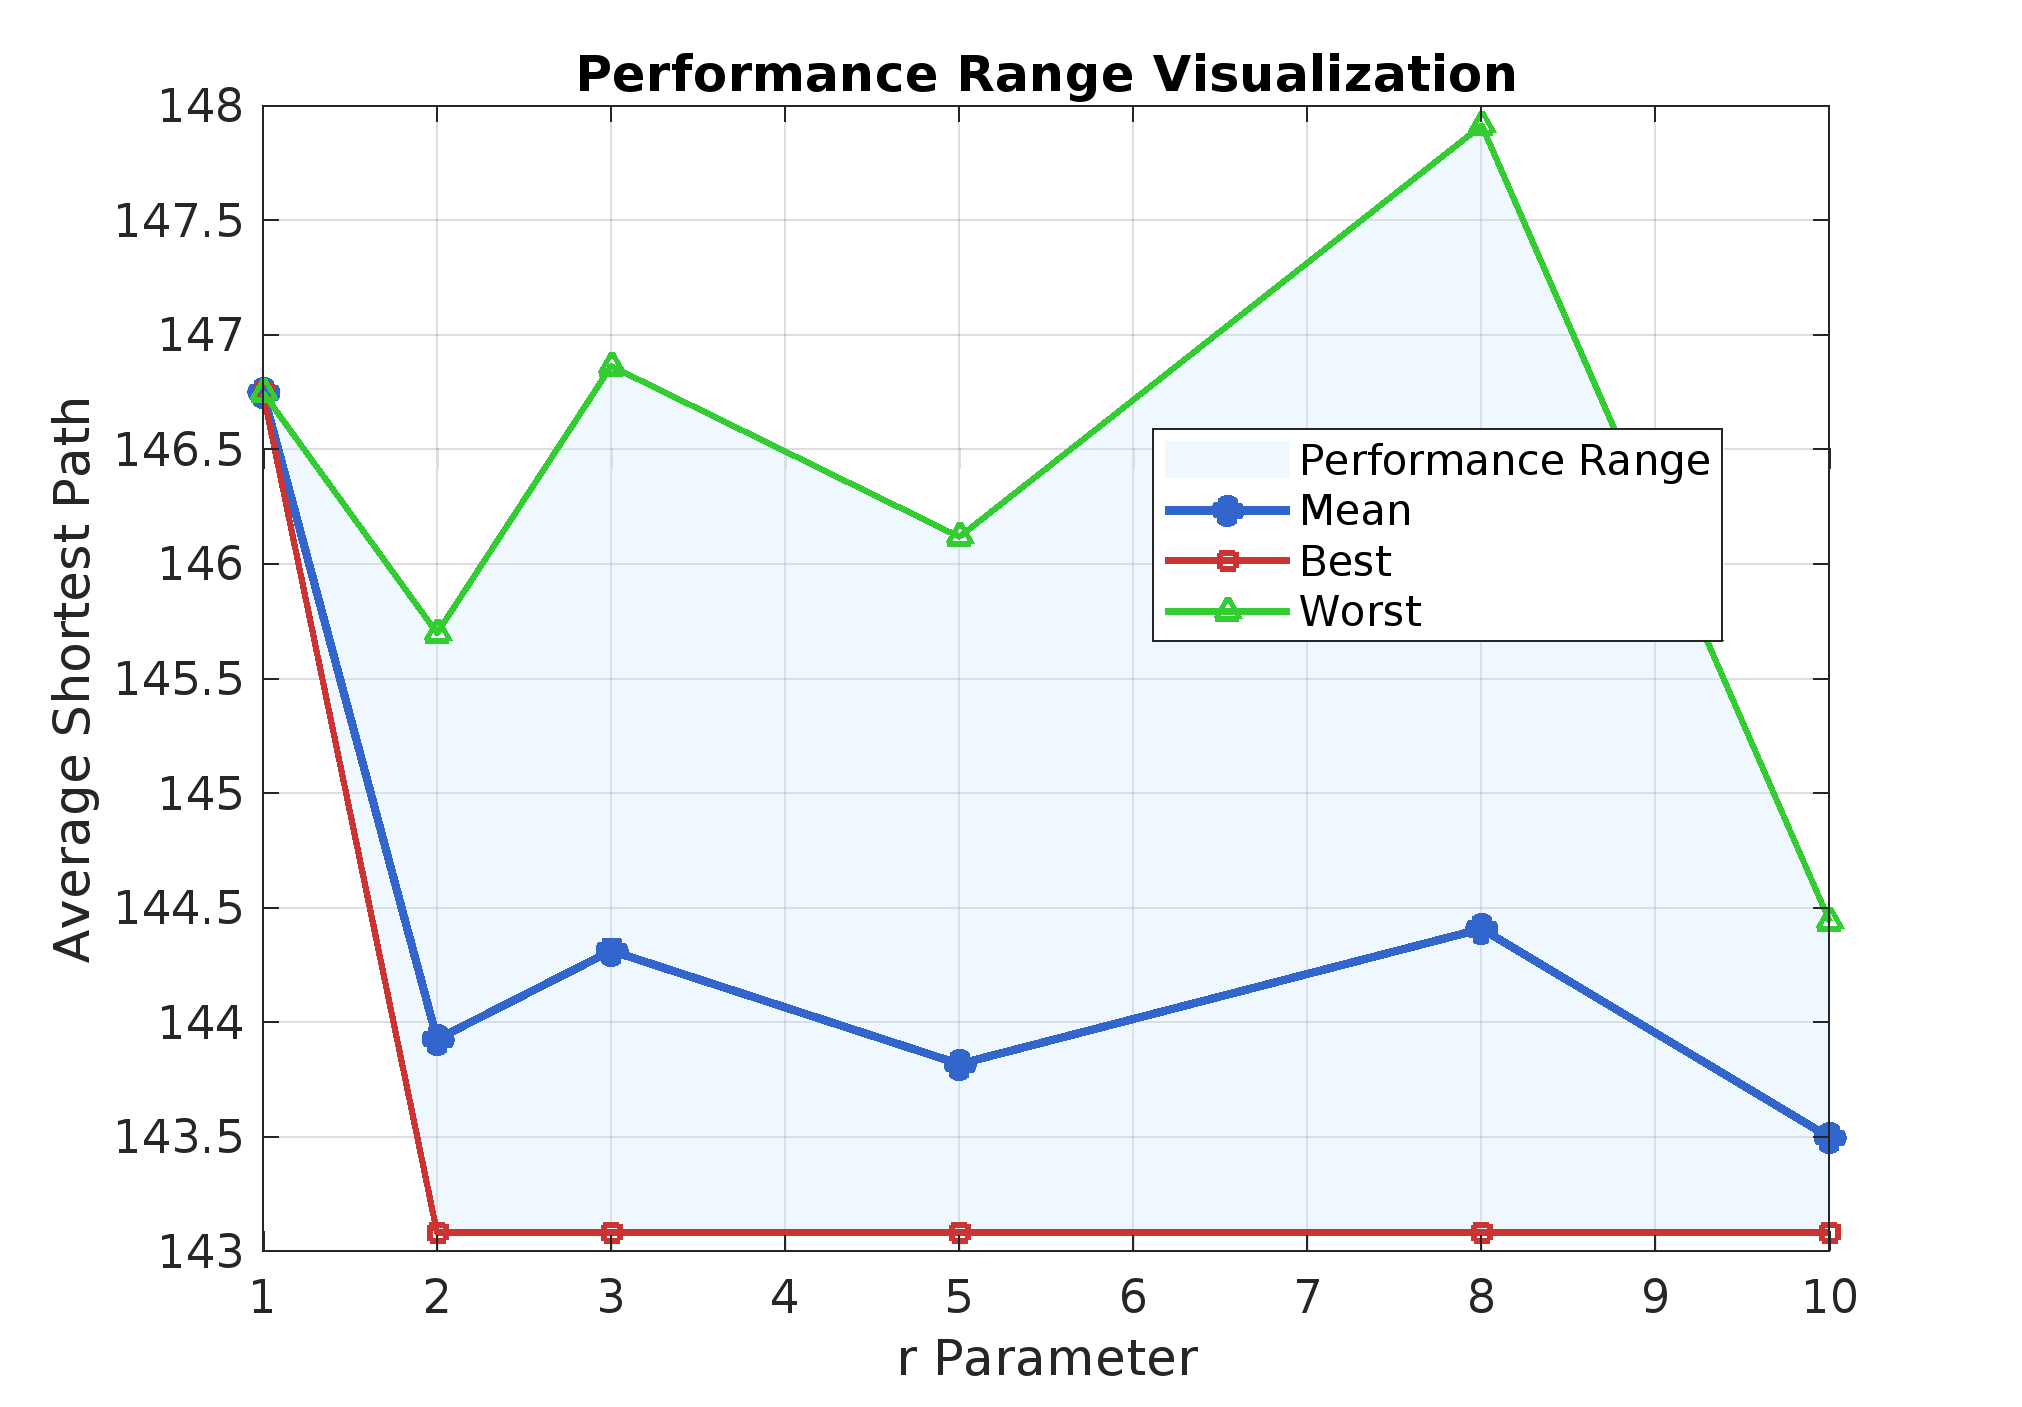 Performance Range Visualization
148
147.5
147
146.5
146
145.5
145
144.5
144
143.5
143
Average Shortest Path
Performance Range
Mean
Best
Worst
1 2 3 4 5 6 7 8 9 10
r Parameter